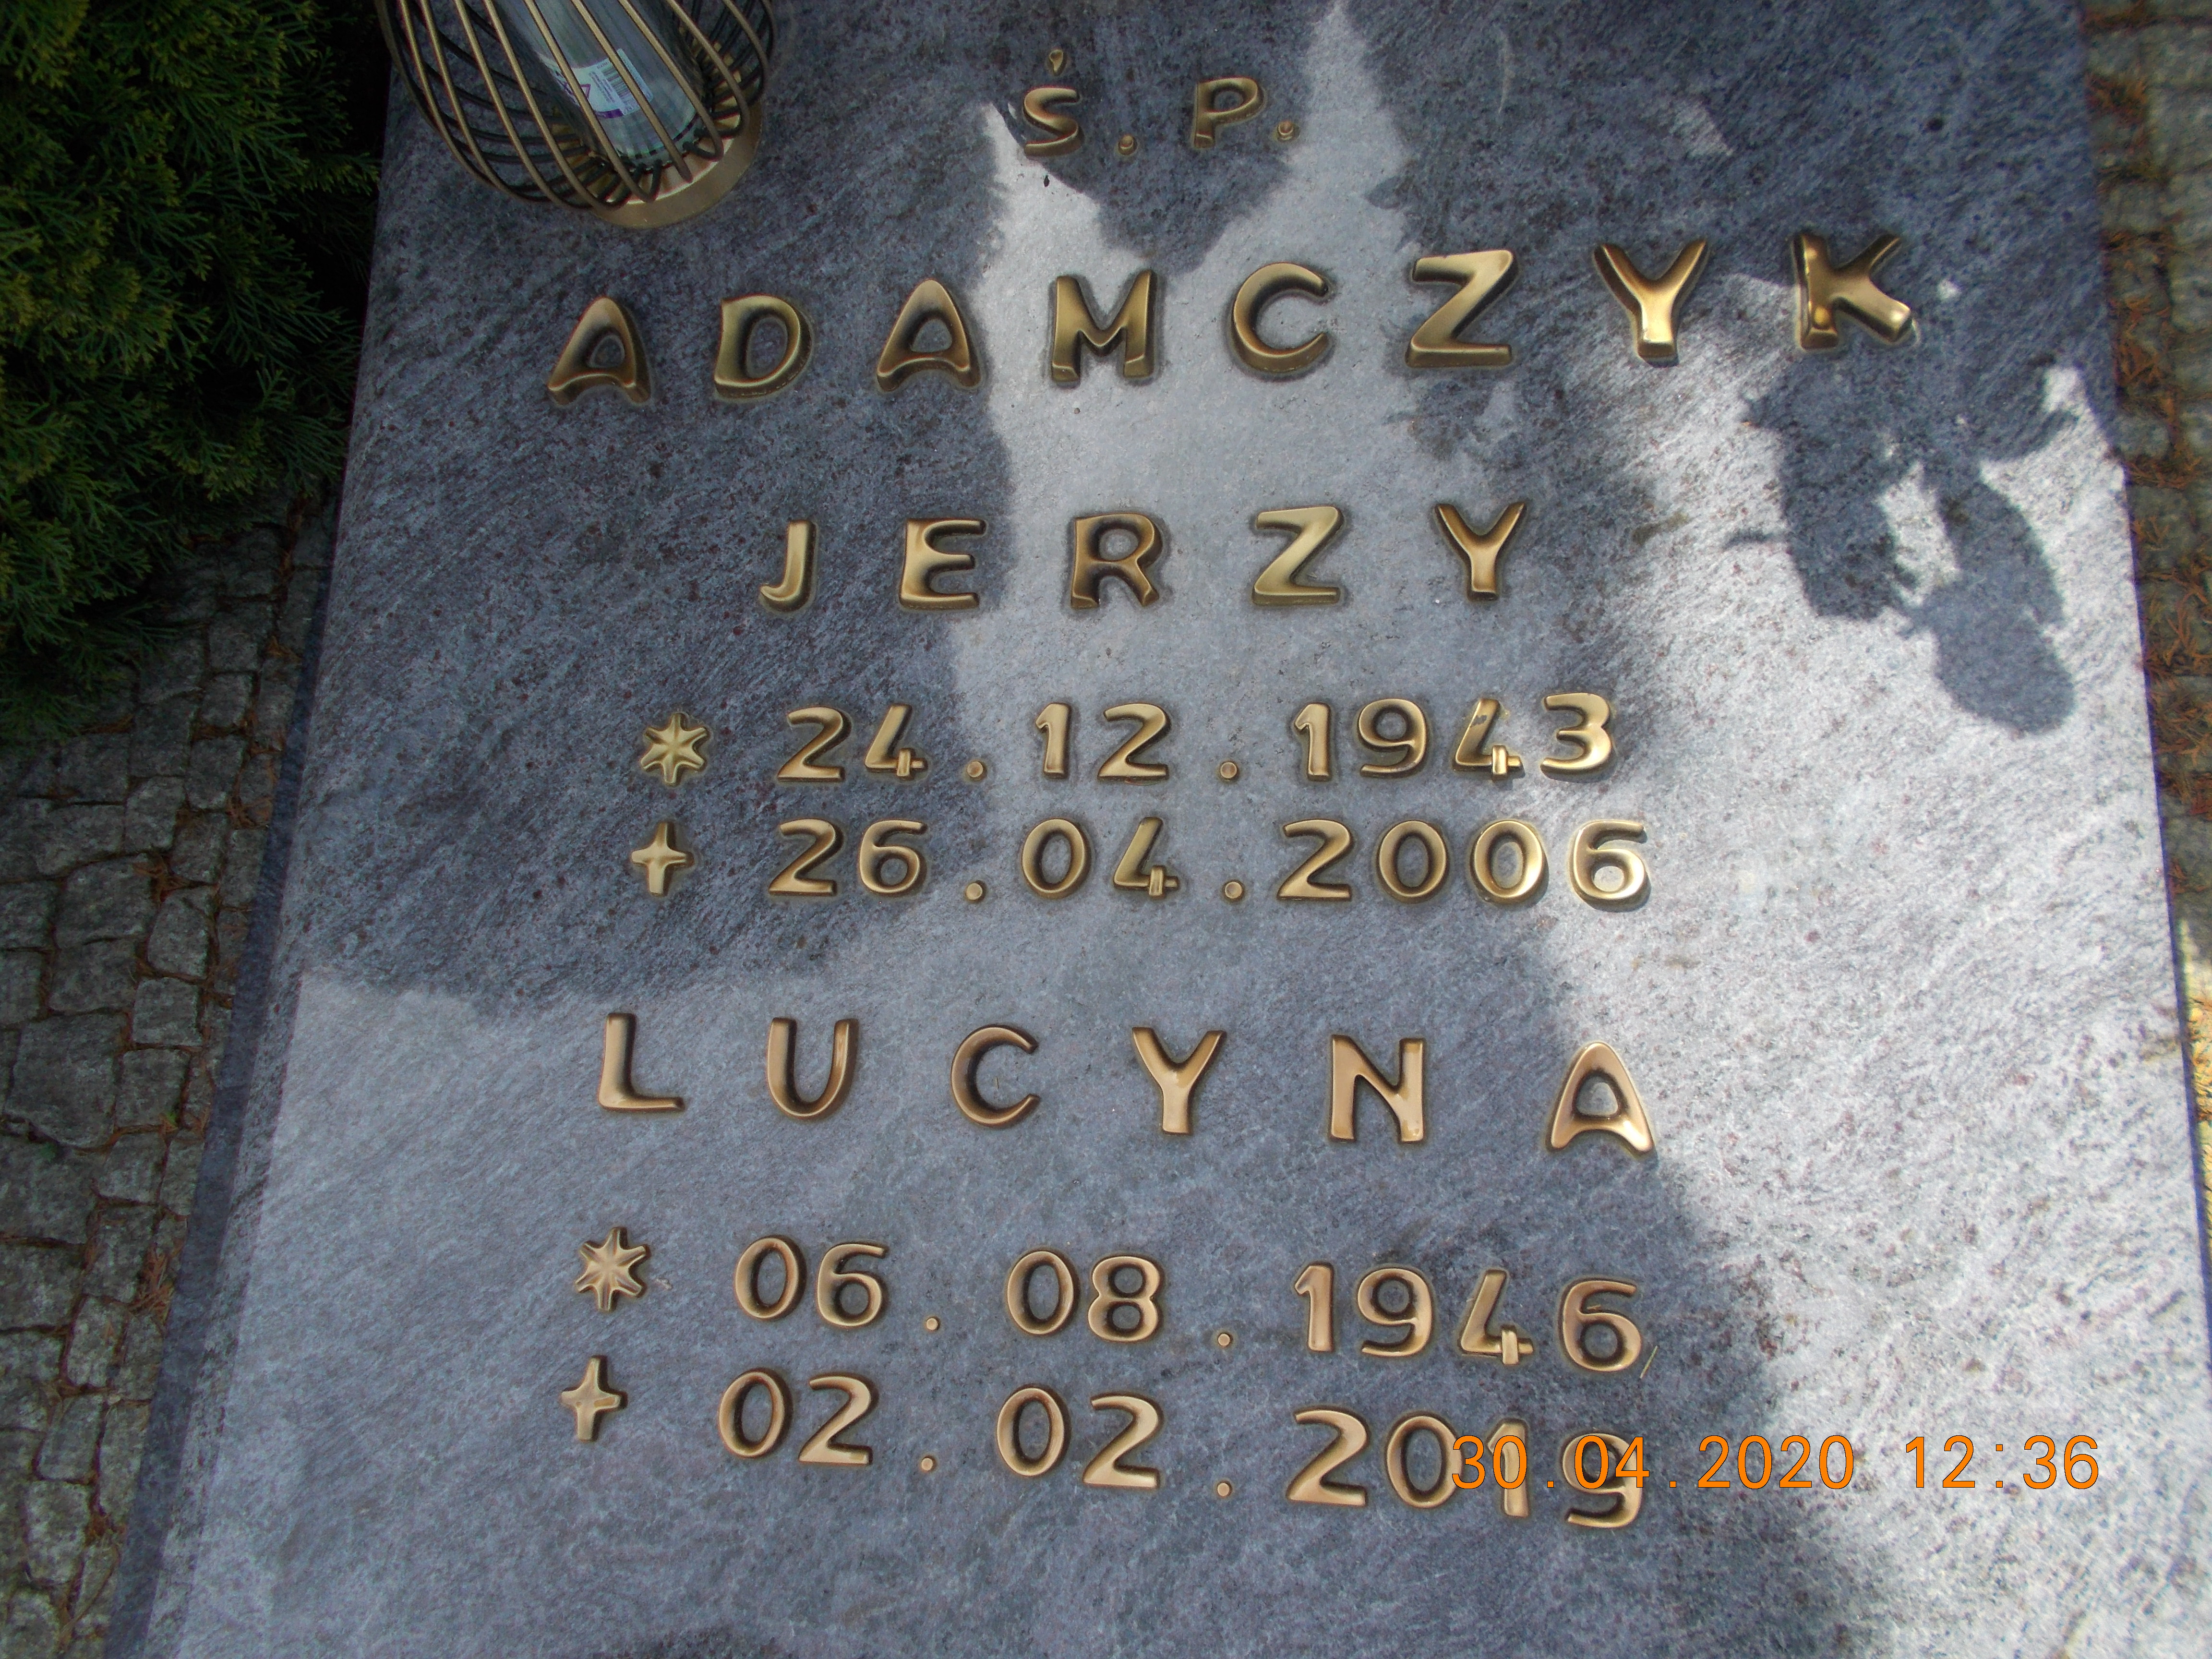 Ś.P.
ADAMCZYK
JERZY
* 24.12.1943
+ 26.04.2006
LUCYNA
* 06.08.1946
+ 02.02.2019
30.04.2020 12:36